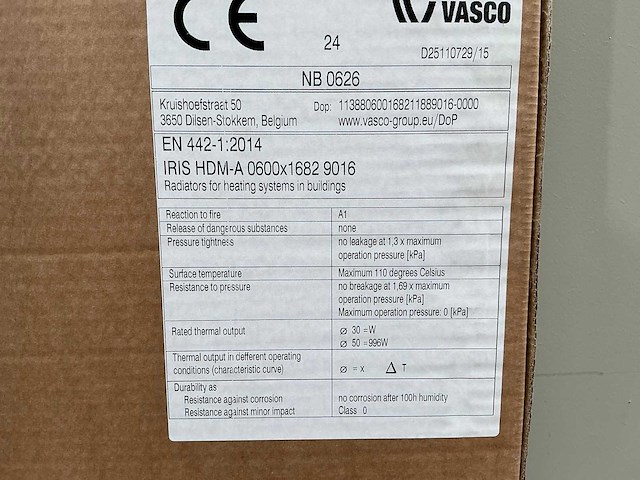 CE
VASCO
24
D25110729/15
NB 0626
Kruishoefstraat 50 Dop: 113880600168211889016-0000
3650 Dilsen-Stokkem, Belgium www.vasco-group.eu/DoP
EN 442-1:2014
IRIS HDM-A 0600x1682 9016
Radiators for heating systems in buildings
Reaction to fire A1
Release of dangerous substances none
Pressure tightness no leakage at 1,3 x maximum
operation pressure [kPa]
Surface temperature Maximum 110 degrees Celsius
Resistance to pressure no breakage at 1,69 x maximum
operation pressure [kPa]
Maximum operation pressure: 0 [kPa]
Rated thermal output ∅ 30 =W
∅ 50 =996W
Thermal output in defferent operating
conditions (characteristic curve) ∅ = x Δ T
Durability as
Resistance against corrosion no corrosion after 100h humidity
Resistance against minor impact Class 0